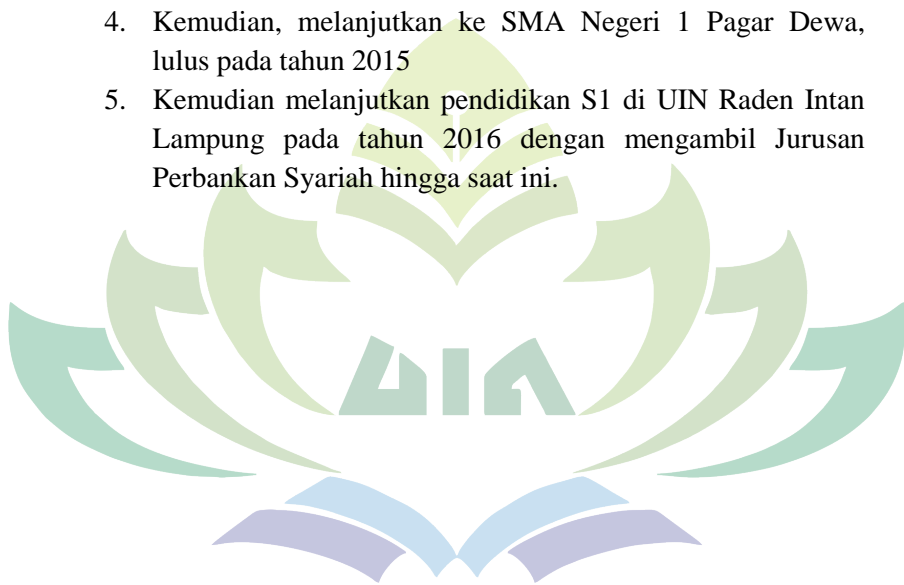 4. Kemudian, melanjutkan ke SMA Negeri 1 Pagar Dewa,
lulus pada tahun 2015
5. Kemudian melanjutkan pendidikan S1 di UIN Raden Intan
Lampung pada tahun 2016 dengan mengambil Jurusan
Perbankan Syariah hingga saat ini.
UIN